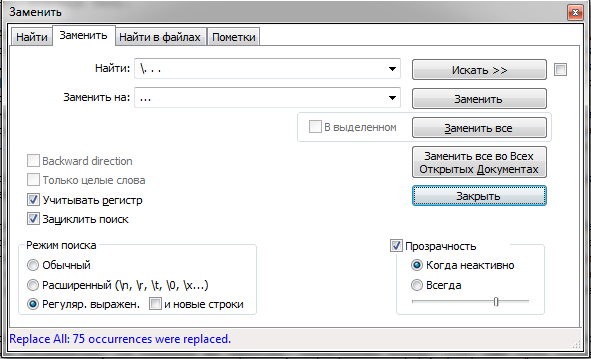 Заменить
Найти Заменить Найти в файлах Пометки
Найти: \. . . Искать >>
Заменить на: ... Заменить
В выделенном Заменить все
Backward direction Заменить все во Всех
Открытых Документах
Только целые слова
Учитывать регистр Закрыть
Зациклить поиск
Режим поиска Прозрачность
Обычный Когда неактивно
Расширенный (\n, \r, \t, \0, \x...) Всегда
Регуляр. выражен. и новые строки
Replace All: 75 occurrences were replaced.